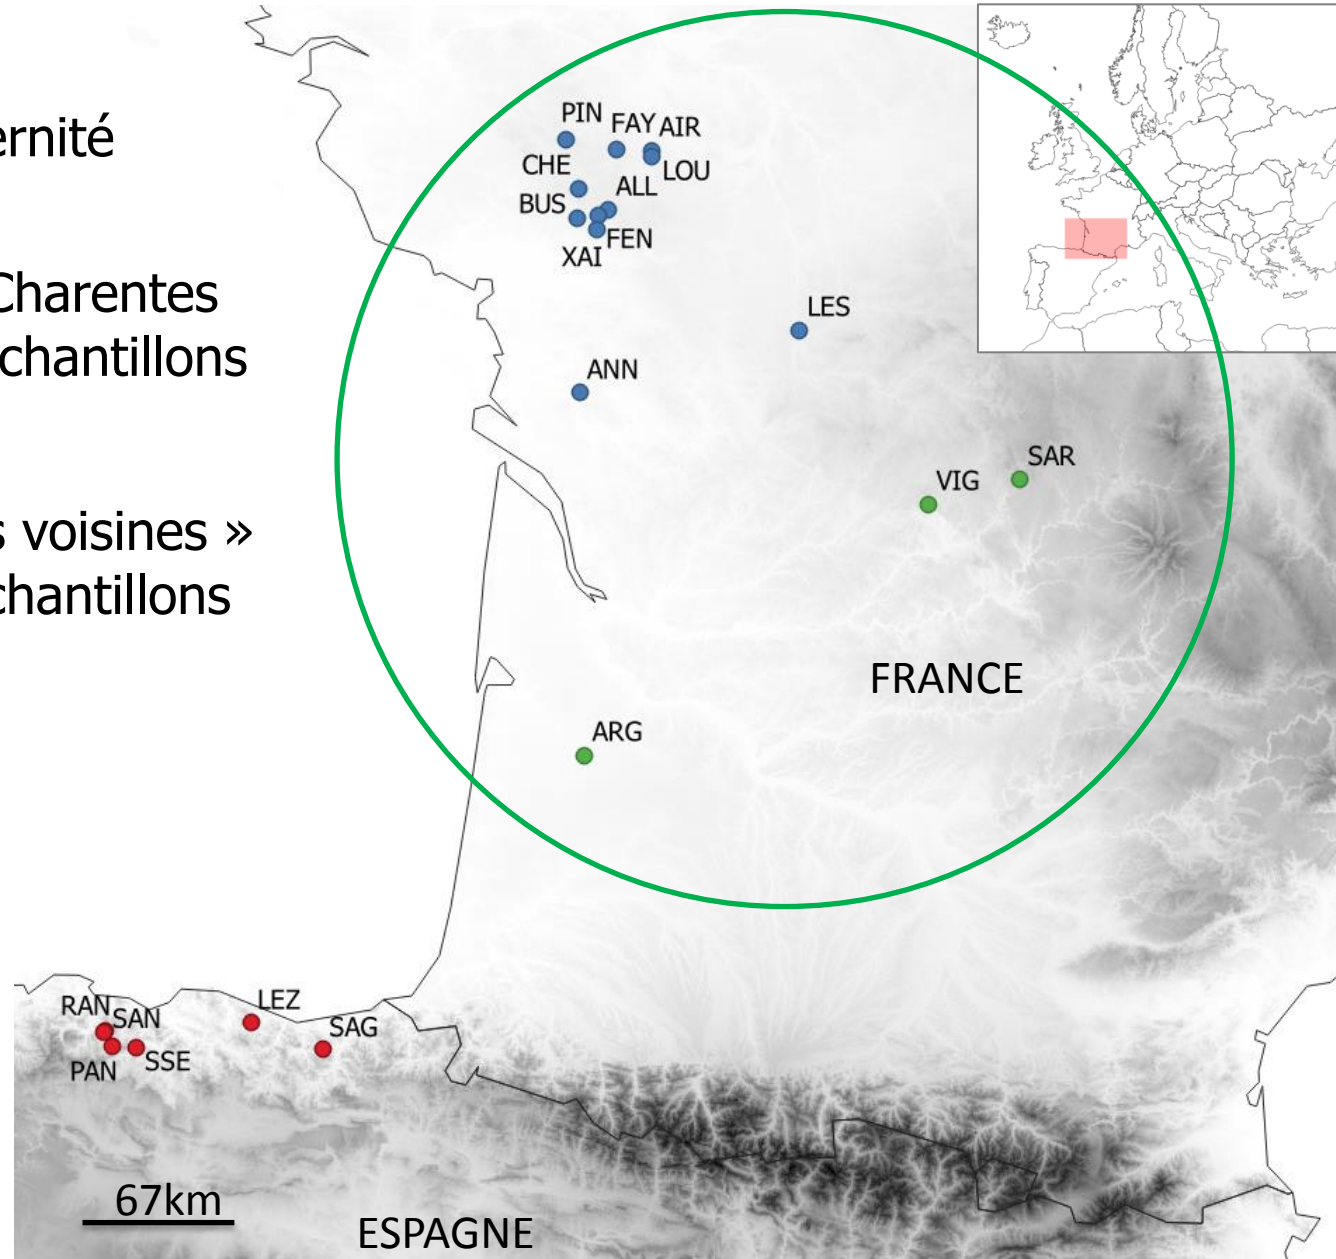 ernité
Charentes
chantillons
s voisines »
chantillons
PIN FAY AIR
CHE LOU
ALL
BUS
FEN
XAI
LES
ANN
SAR
VIG
FRANCE
ARG
RAN SAN LEZ
SAG
PAN SSE
67km
ESPAGNE